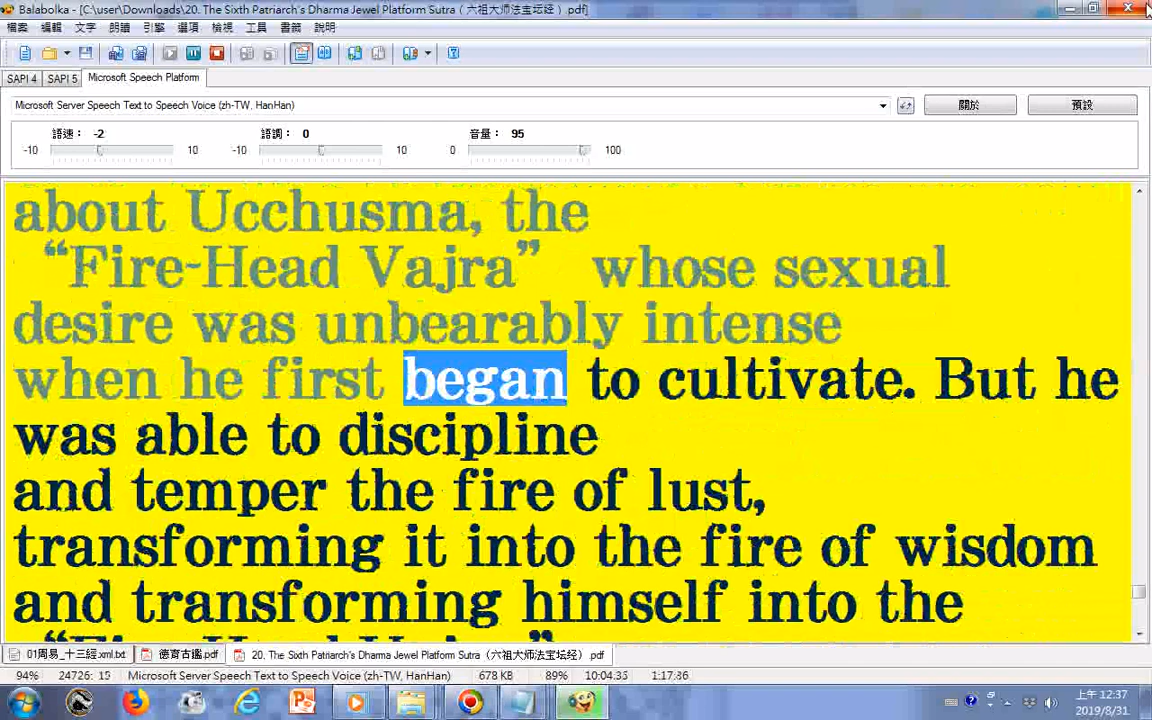 Balabolka - [C:\user\Downloads\20. The Sixth Patriarch's Dharma Jewel Platform Sutra（六祖大师法宝坛经）pdf]
檔案 編輯 文字 朗讀 引擎 選項 檢視 工具 書籤 說明
SAPI 4 SAPI 5 Microsoft Speech Platform
Microsoft Server Speech Text to Speech Voice (zh-TW, HanHan) 關於 預設
語速： -2 語調： 0 音量： 95
-10 10 -10 10 0 100
about Ucchusma, the
“Fire-Head Vajra” whose sexual
desire was unbearably intense
when he first began to cultivate. But he
was able to discipline
and temper the fire of lust,
transforming it into the fire of wisdom
and transforming himself into the
“Fire-Head Vajra”
01周易_十三經.xml.txt 德育古鑑.pdf 20. The Sixth Patriarch's Dharma Jewel Platform Sutra（六祖大师法宝坛经）.pdf
94% 24726: 15 Microsoft Server Speech Text to Speech Voice (zh-TW, HanHan) 678 KB 89% 10:04:35 1:17:36
上午 12:37
2019/8/31